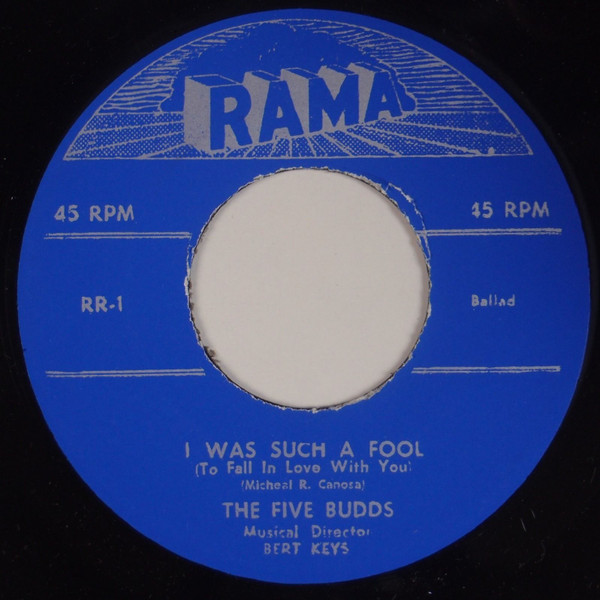 RAMA
45 RPM
45 RPM
RR-1
Ballad
I WAS SUCH A FOOL
(To Fall In Love With You)
(Micheal R. Canosa)
THE FIVE BUDDS
Musical Director
BERT KEYS